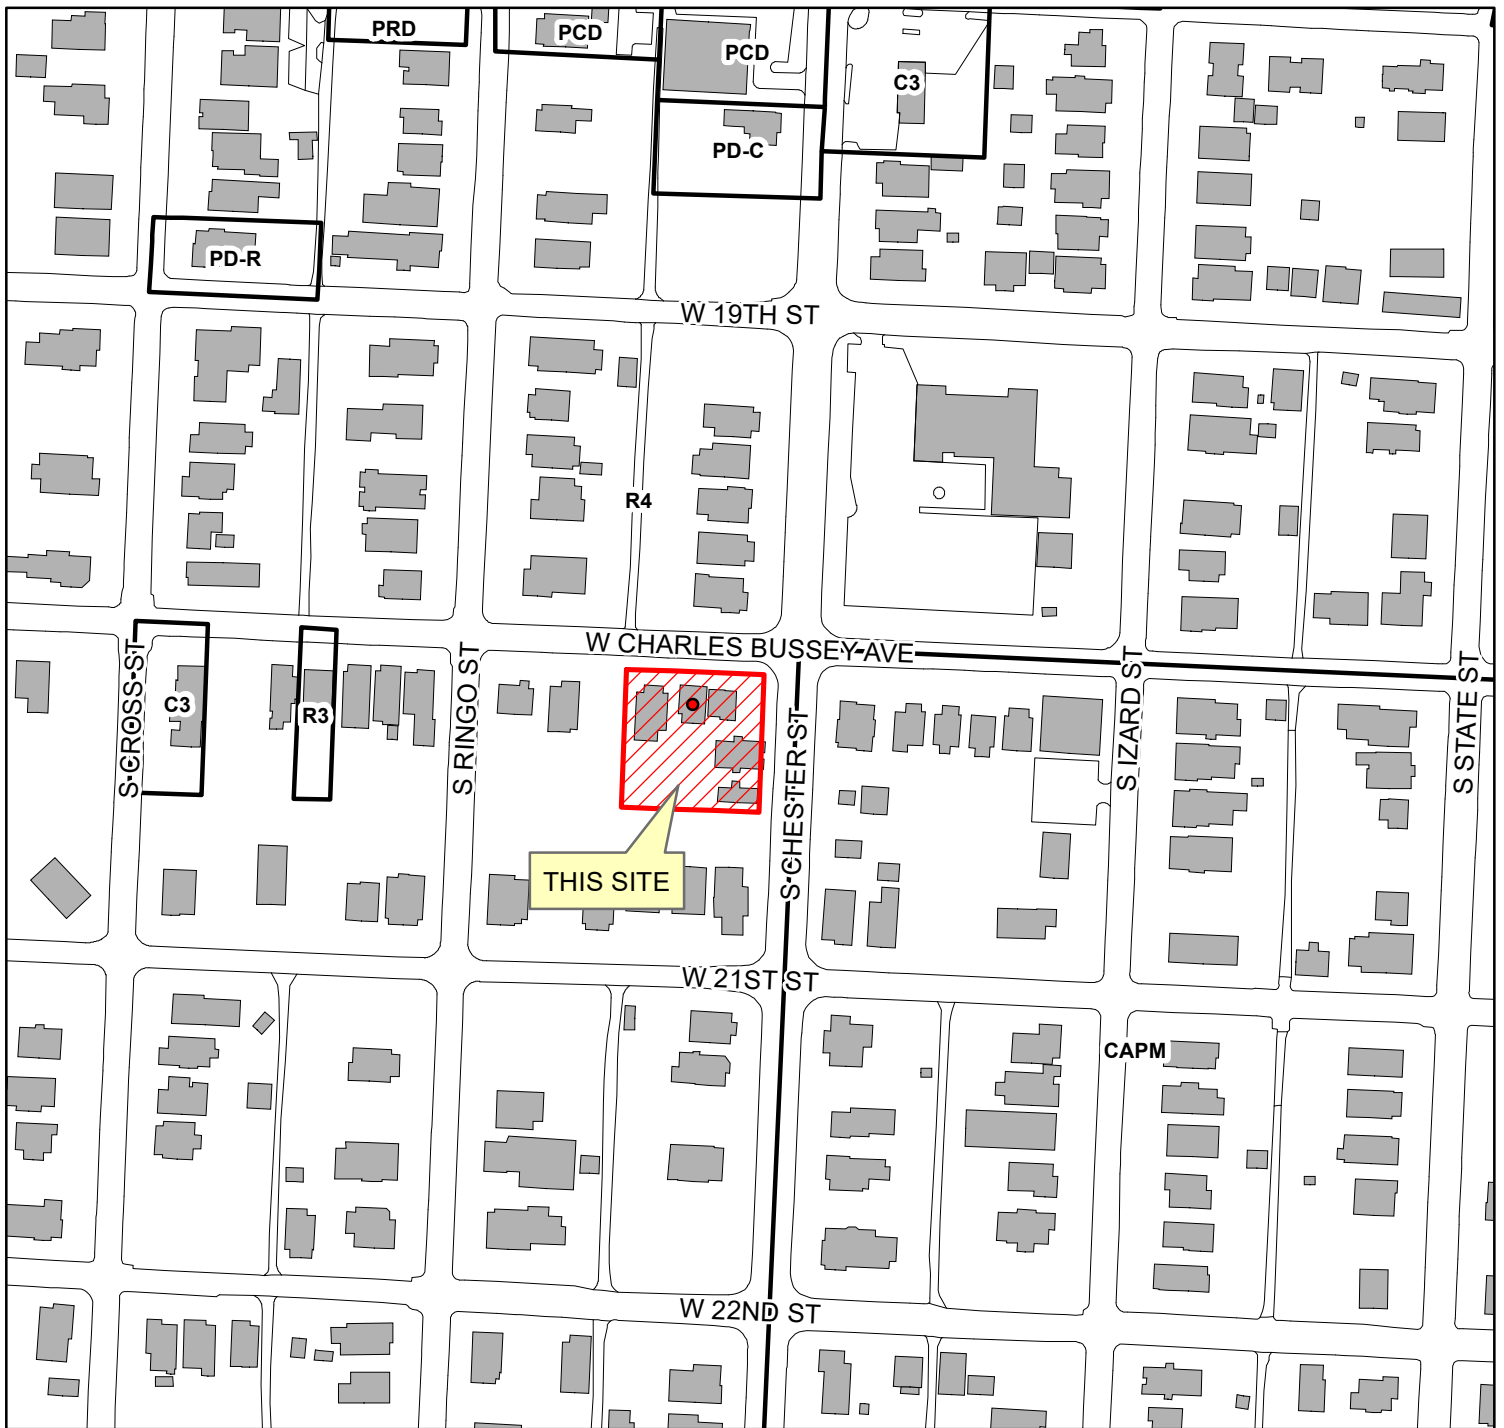 PRD
PCD
PCD
C3
PD-C
PD-R
W 19TH ST
R4
W CHARLES BUSSEY AVE
S CROSS ST
C3
R3
S RINGO ST
S CHESTER ST
S IZARD ST
S STATE ST
THIS SITE
W 21ST ST
CAPM
W 22ND ST